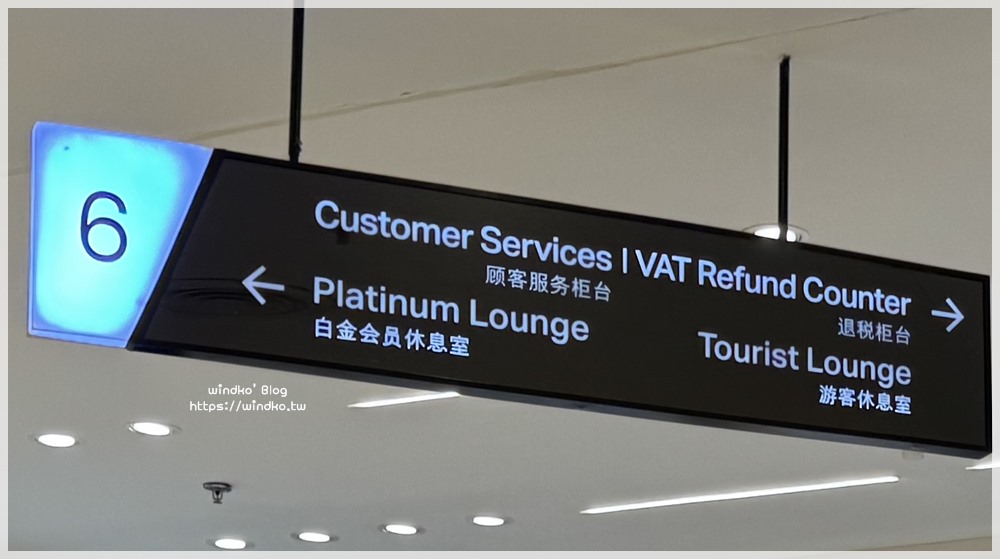 6
Customer Services | VAT Refund Counter
顾客服务柜台
退税柜台
← Platinum Lounge
白金会员休息室
Tourist Lounge →
游客休息室
windko' Blog
https://windko.tw